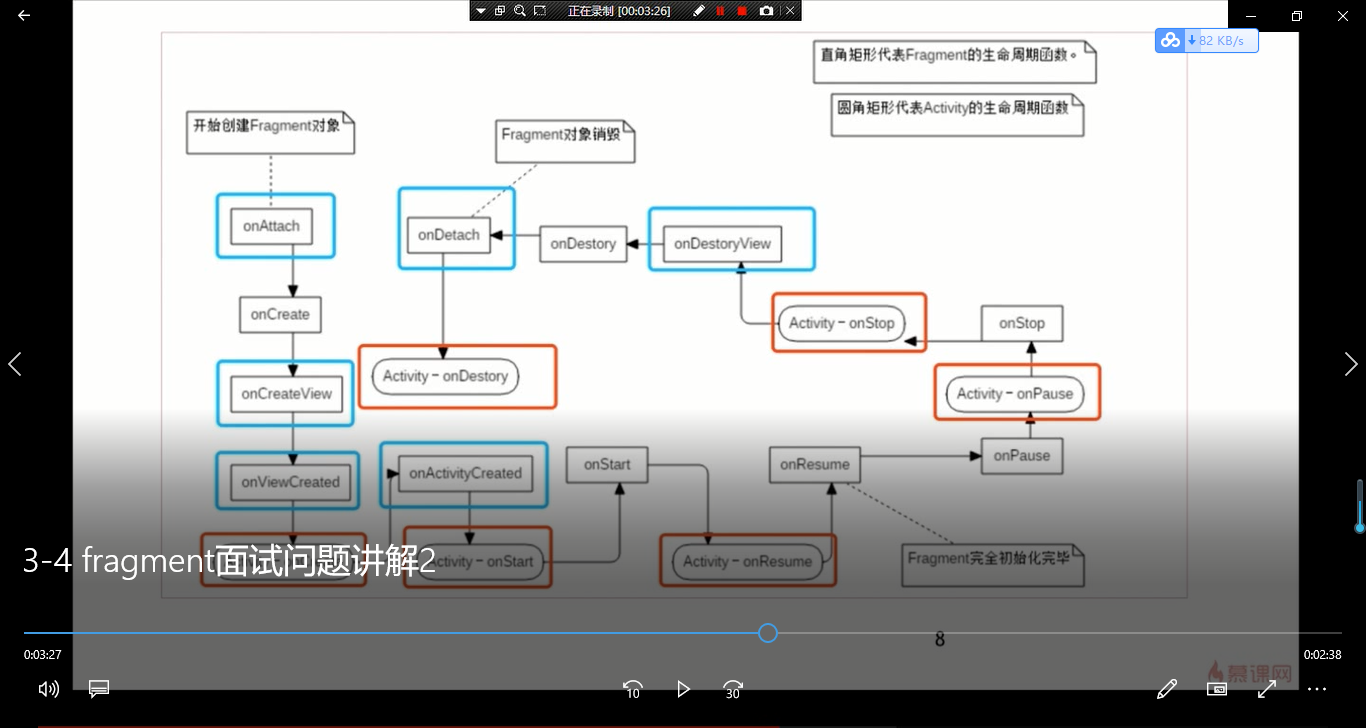 正在录制 [00:03:26]
82 KB/s
直角矩形代表Fragment的生命周期函数。
圆角矩形代表Activity的生命周期函数
开始创建Fragment对象
Fragment对象销毁
onAttach
onDetach
onDestory
onDestoryView
onCreate
Activity - onStop
onStop
onCreateView
Activity - onDestory
Activity - onPause
onViewCreated
onActivityCreated
onStart
onResume
onPause
Activity - onStart
Activity - onResume
Fragment完全初始化完毕
3-4 fragment面试问题讲解2
8
0:03:27
0:02:38
慕课网
10
30